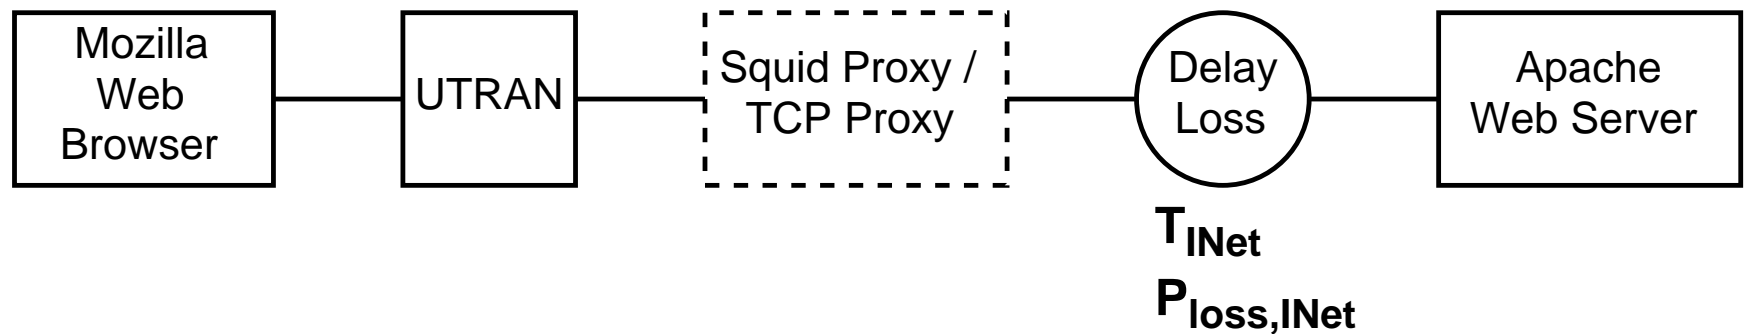 Mozilla
Web
Browser
UTRAN
Squid Proxy /
TCP Proxy
Delay
Loss
Apache
Web Server
TINet
Ploss,INet